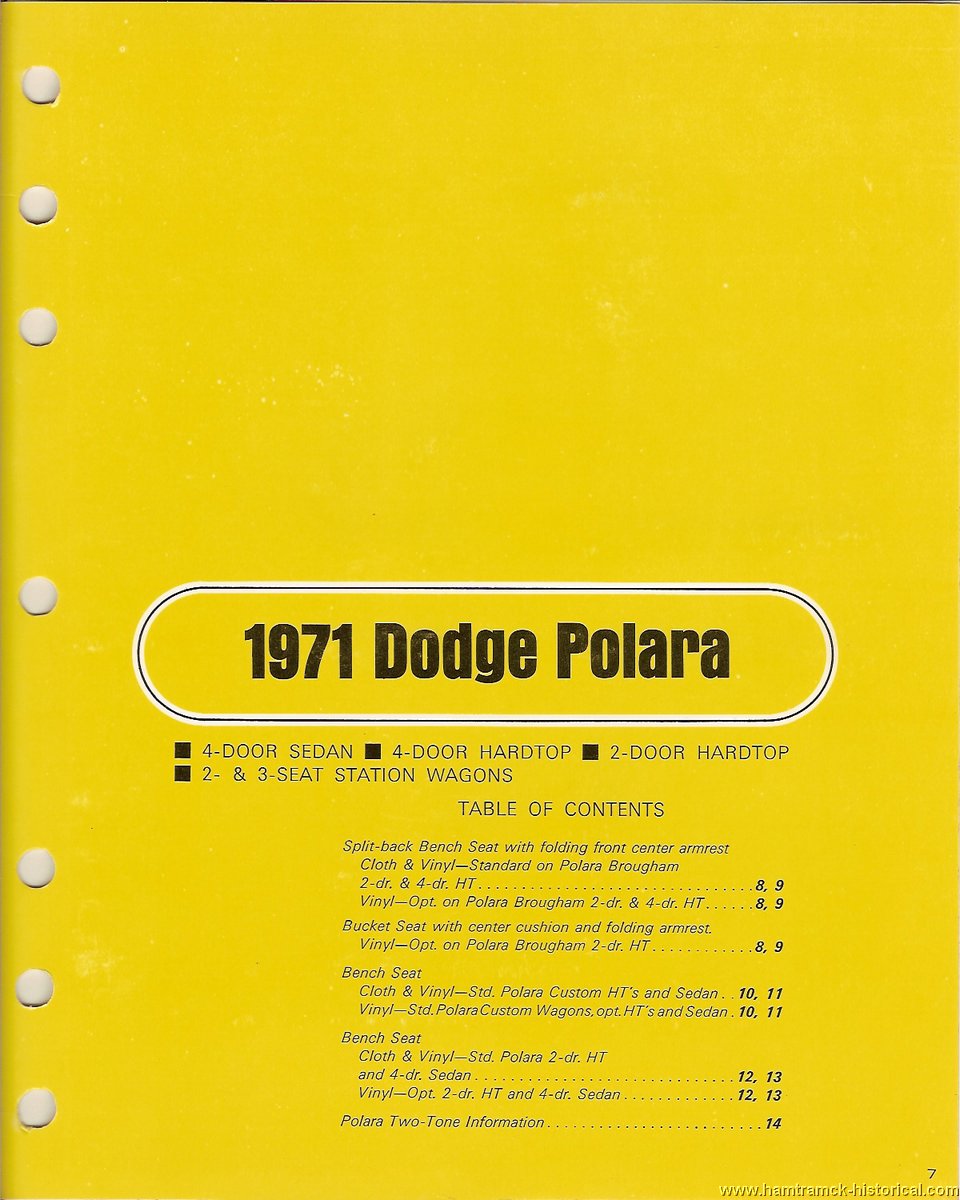 1971 Dodge Polara
■ 4-DOOR SEDAN ■ 4-DOOR HARDTOP ■ 2-DOOR HARDTOP
■ 2- & 3-SEAT STATION WAGONS
TABLE OF CONTENTS
Split-back Bench Seat with folding front center armrest
Cloth & Vinyl—Standard on Polara Brougham
2-dr. & 4-dr. HT................................8, 9
Vinyl—Opt. on Polara Brougham 2-dr. & 4-dr. HT......8, 9
Bucket Seat with center cushion and folding armrest.
Vinyl—Opt. on Polara Brougham 2-dr. HT............8, 9
Bench Seat
Cloth & Vinyl—Std. Polara Custom HT's and Sedan..10, 11
Vinyl—Std. Polara Custom Wagons, opt. HT's and Sedan.10, 11
Bench Seat
Cloth & Vinyl—Std. Polara 2-dr. HT
and 4-dr. Sedan..............................12, 13
Vinyl—Opt. 2-dr. HT and 4-dr. Sedan.............12, 13
Polara Two-Tone Information.........................14
7
www.hamtramck-historical.com